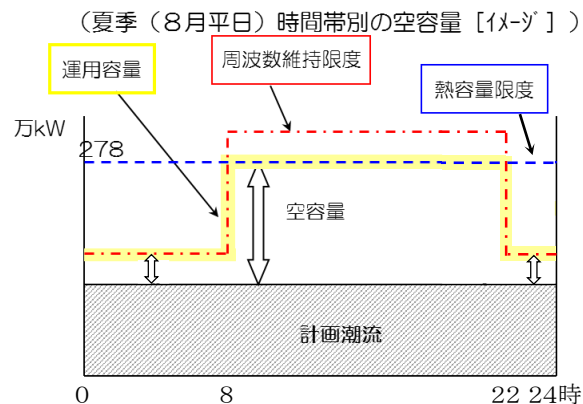 （夏季（８月平日）時間帯別の空容量［ｲﾒｰｼﾞ］）
運用容量
周波数維持限度
熱容量限度
万kW
278
空容量
計画潮流
0 8 22 24時